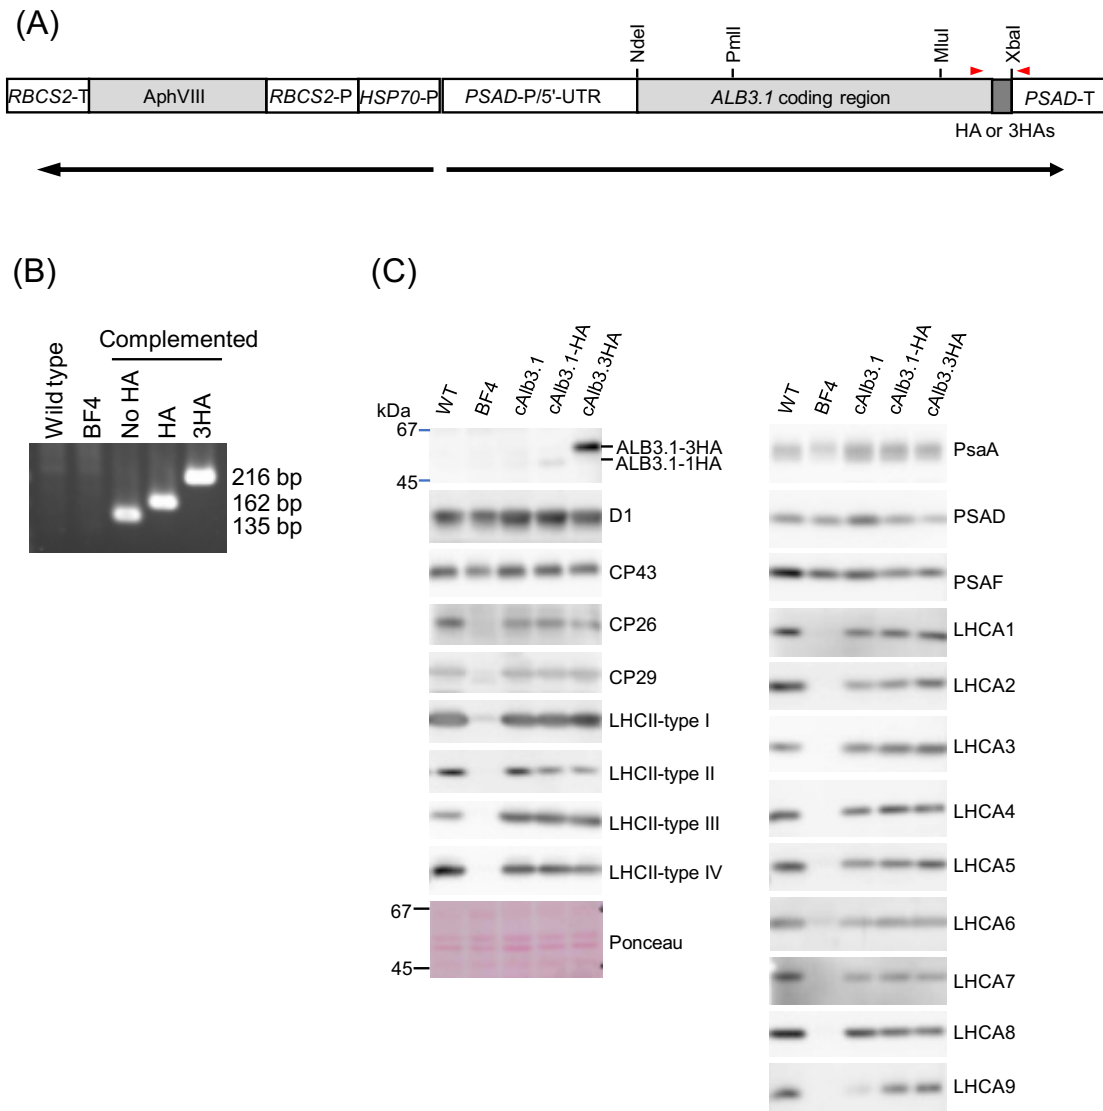 (A)
NdeI
PmlI
MluI
XbaI
RBCS2-T
AphVIII
RBCS2-P
HSP70-P
PSAD-P/5'-UTR
ALB3.1 coding region
PSAD-T
HA or 3HAs
(B)
Complemented
Wild type
BF4
No HA
HA
3HA
216 bp
162 bp
135 bp
(C)
WT
BF4
cAlb3.1
cAlb3.1-HA
cAlb3.3HA
kDa
67
45
ALB3.1-3HA
ALB3.1-1HA
D1
CP43
CP26
CP29
LHCII-type I
LHCII-type II
LHCII-type III
LHCII-type IV
67
45
Ponceau
WT
BF4
cAlb3.1
cAlb3.1-HA
cAlb3.3HA
PsaA
PSAD
PSAF
LHCA1
LHCA2
LHCA3
LHCA4
LHCA5
LHCA6
LHCA7
LHCA8
LHCA9